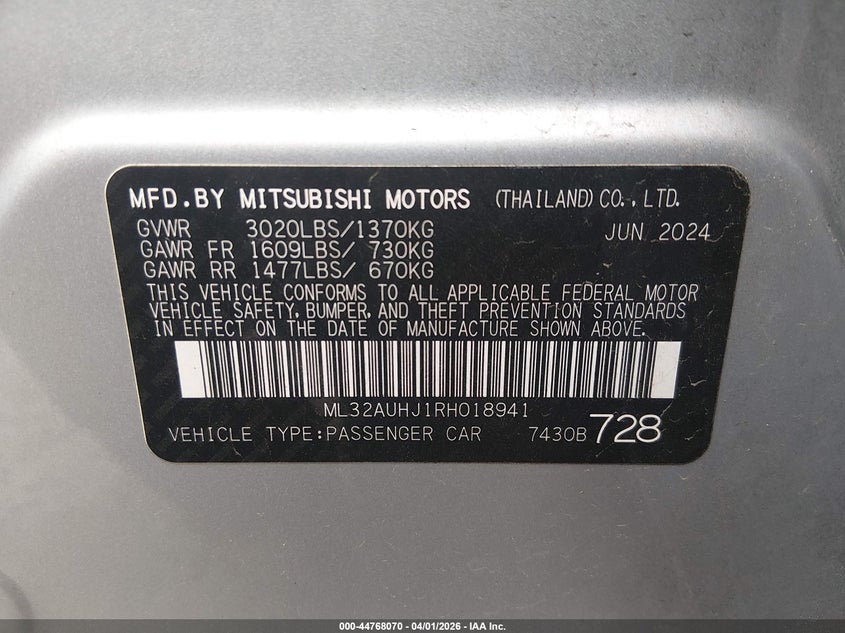 MFD.BY MITSUBISHI MOTORS (THAILAND) CO., LTD.
GVWR 3020LBS/1370KG JUN 2024
GAWR FR 1609LBS/ 730KG
GAWR RR 1477LBS/ 670KG
THIS VEHICLE CONFORMS TO ALL APPLICABLE FEDERAL MOTOR
VEHICLE SAFETY, BUMPER, AND THEFT PREVENTION STANDARDS
IN EFFECT ON THE DATE OF MANUFACTURE SHOWN ABOVE.
ML32AUHJ1RH018941
VEHICLE TYPE:PASSENGER CAR 7430B 728
000-44768070 - 04/01/2026 - IAA Inc.